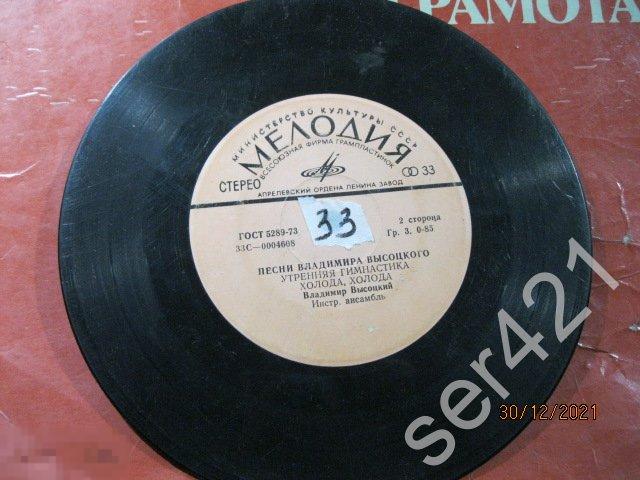 РАМОТА
МИНИСТЕРСТВО КУЛЬТУРЫ СССР
МЕЛОДИЯ
ВСЕСОЮЗНАЯ ФИРМА ГРАМПЛАСТИНОК
СТЕРЕО
33
АПРЕЛЕВСКИЙ ОРДЕНА ЛЕНИНА ЗАВОД
33
ГОСТ 5289-73
2 сторона
33С—0004608
Гр. 3. 0-85
ПЕСНИ ВЛАДИМИРА ВЫСОЦКОГО
УТРЕННЯЯ ГИМНАСТИКА
ХОЛОДА, ХОЛОДА
Владимир Высоцкий
Инстр. ансамбль
ser421
30/12/2021